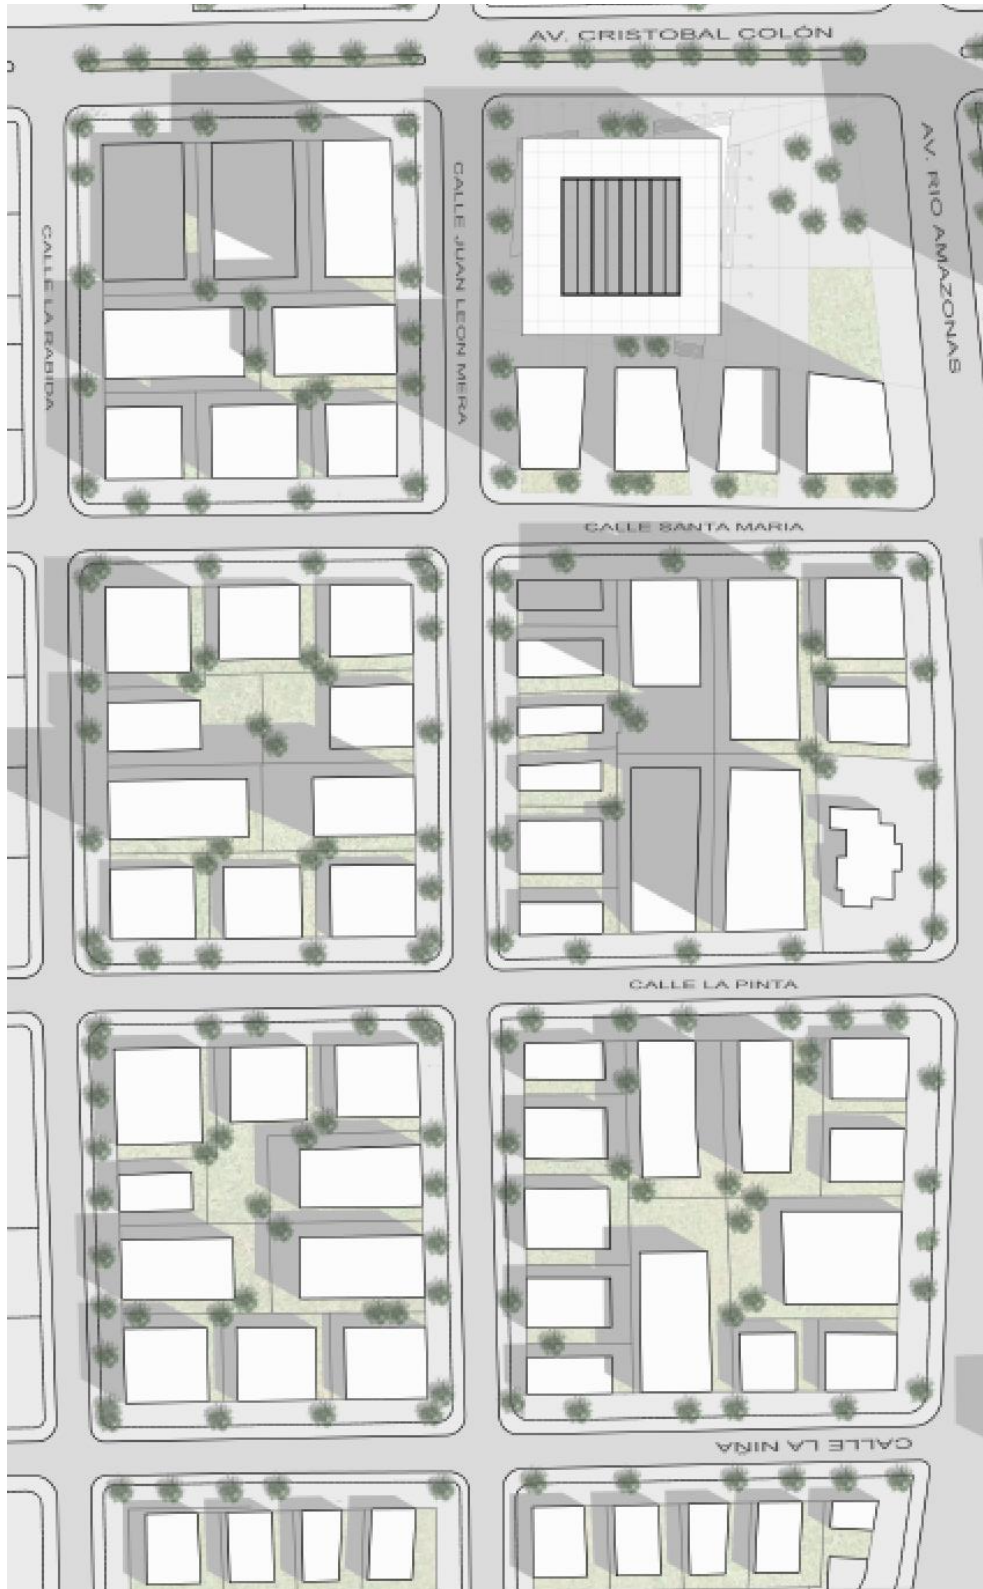 AV. CRISTOBAL COLÓN
AV. RIO AMAZONAS
CALLE JUAN LEON MERA
CALLE LA RABIDA
CALLE SANTA MARIA
CALLE LA PINTA
CALLE LA NIÑA